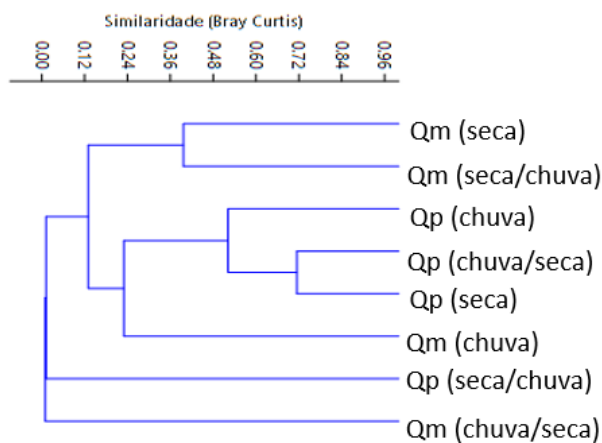 Similaridade (Bray Curtis)
0.00 0.12 0.24 0.36 0.48 0.60 0.72 0.84 0.96
Qm (seca)
Qm (seca/chuva)
Qp (chuva)
Qp (chuva/seca)
Qp (seca)
Qm (chuva)
Qp (seca/chuva)
Qm (chuva/seca)